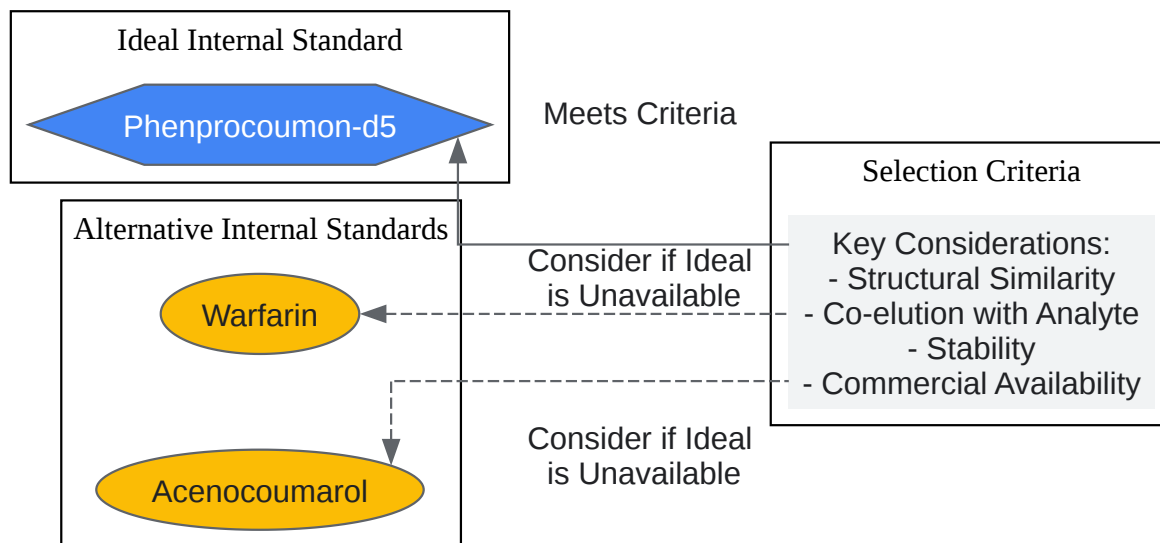 Ideal Internal Standard
Phenprocoumon-d5
Meets Criteria
Selection Criteria
Key Considerations:
- Structural Similarity
- Co-elution with Analyte
- Stability
- Commercial Availability
Alternative Internal Standards
Consider if Ideal
is Unavailable
Warfarin
Consider if Ideal
is Unavailable
Acenocoumarol